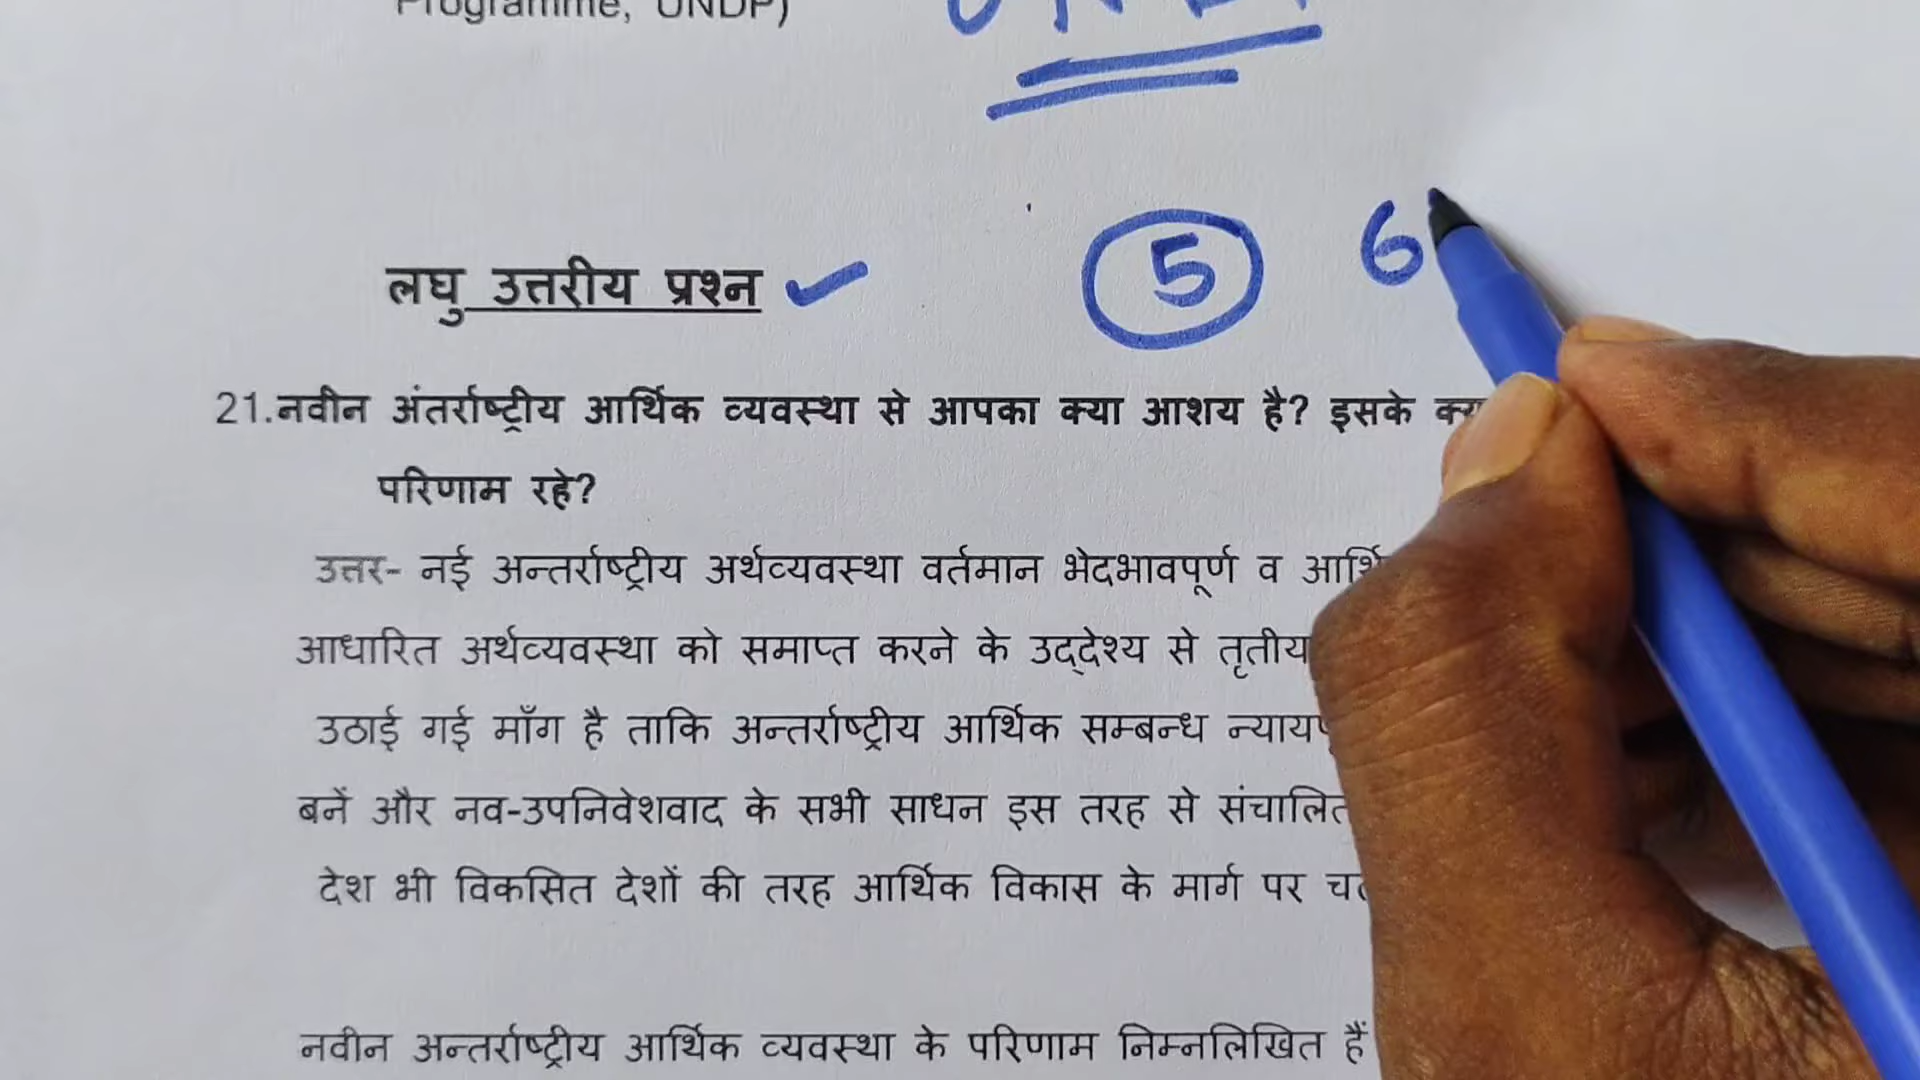 Programme, UNDP)
5 6
लघु उत्तरीय प्रश्न
21.नवीन अंतर्राष्ट्रीय आर्थिक व्यवस्था से आपका क्या आशय है? इसके
परिणाम रहे?
उत्तर- नई अन्तर्राष्ट्रीय अर्थव्यवस्था वर्तमान भेदभावपूर्ण व
आधारित अर्थव्यवस्था को समाप्त करने के उद्देश्य से तृतीय
उठाई गई माँग है ताकि अन्तर्राष्ट्रीय आर्थिक सम्बन्ध
बनें और नव-उपनिवेशवाद के सभी साधन इस तरह से
देश भी विकसित देशों की तरह आर्थिक विकास के मार्ग पर
नवीन अन्तर्राष्ट्रीय आर्थिक व्यवस्था के परिणाम निम्नलिखित हैं